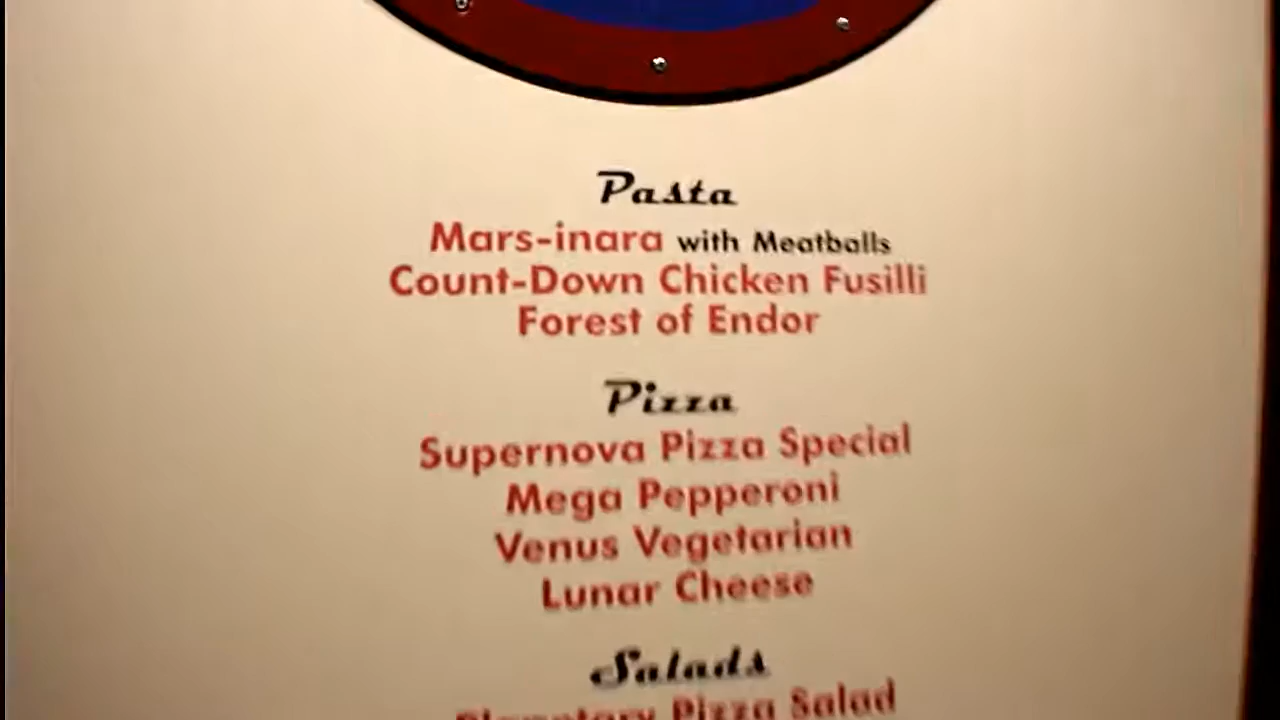 Pasta
Mars-inara with Meatballs
Count-Down Chicken Fusilli
Forest of Endor
Pizza
Supernova Pizza Special
Mega Pepperoni
Venus Vegetarian
Lunar Cheese
Salads
Planetary Pizza Salad